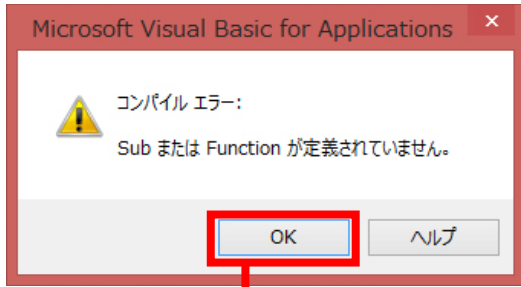 Microsoft Visual Basic for Applications
コンパイル エラー:
Sub または Function が定義されていません。
OK
ヘルプ